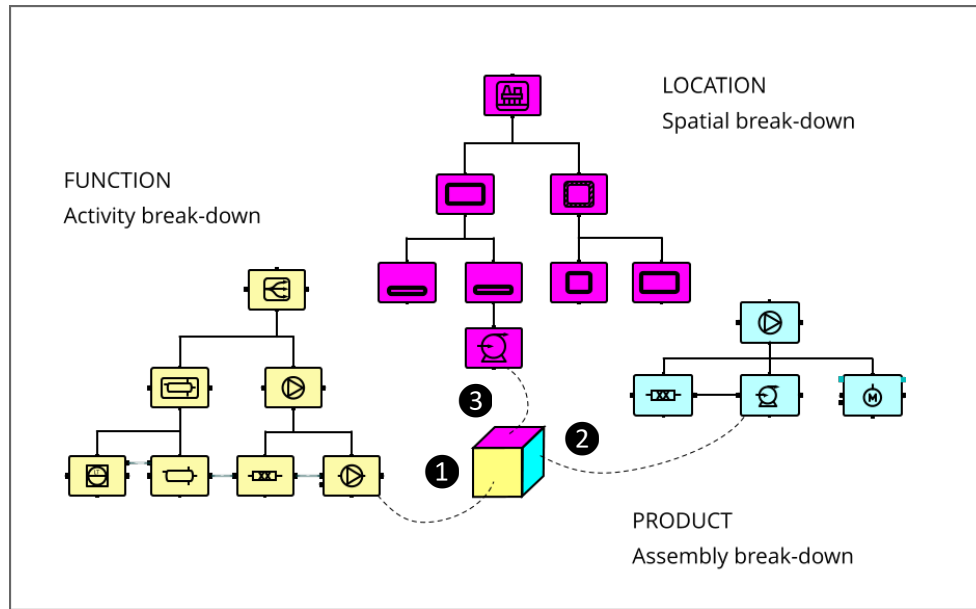 LOCATION
Spatial break-down
FUNCTION
Activity break-down
M
3
2
1
PRODUCT
Assembly break-down